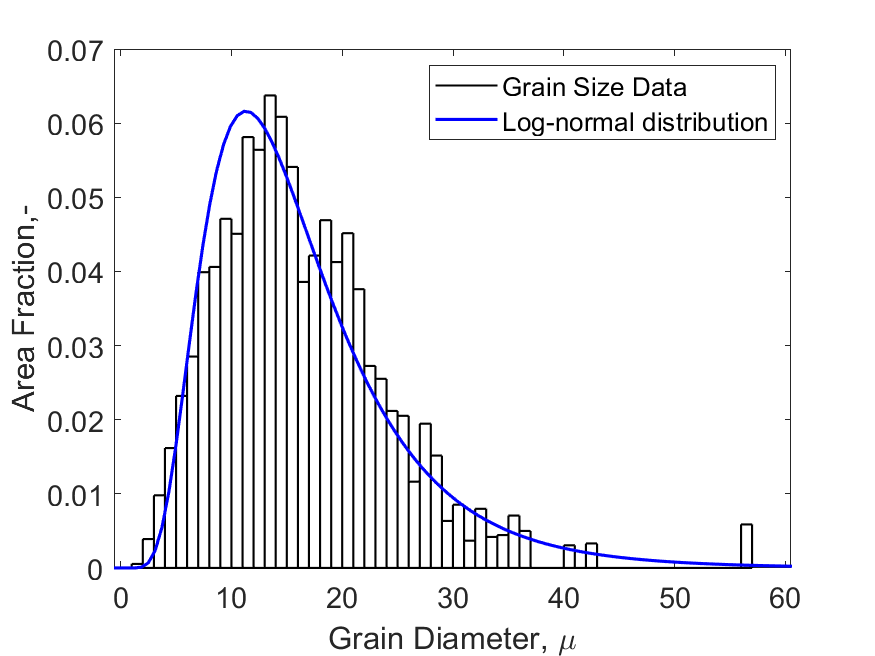 0.07
0.06
0.05
0.04
0.03
0.02
0.01
0
Area Fraction,-
Grain Size Data
Log-normal distribution
0 10 20 30 40 50 60
Grain Diameter, μ